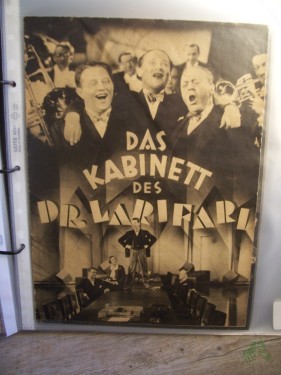 DAS
KABINETT
DES
DR. LARIFARI